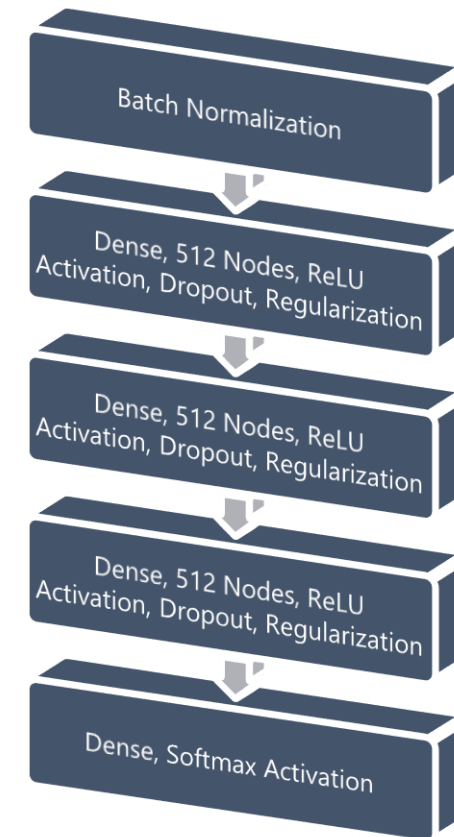 Batch Normalization
Dense, 512 Nodes, ReLU
Activation, Dropout, Regularization
Dense, 512 Nodes, ReLU
Activation, Dropout, Regularization
Dense, 512 Nodes, ReLU
Activation, Dropout, Regularization
Dense, Softmax Activation